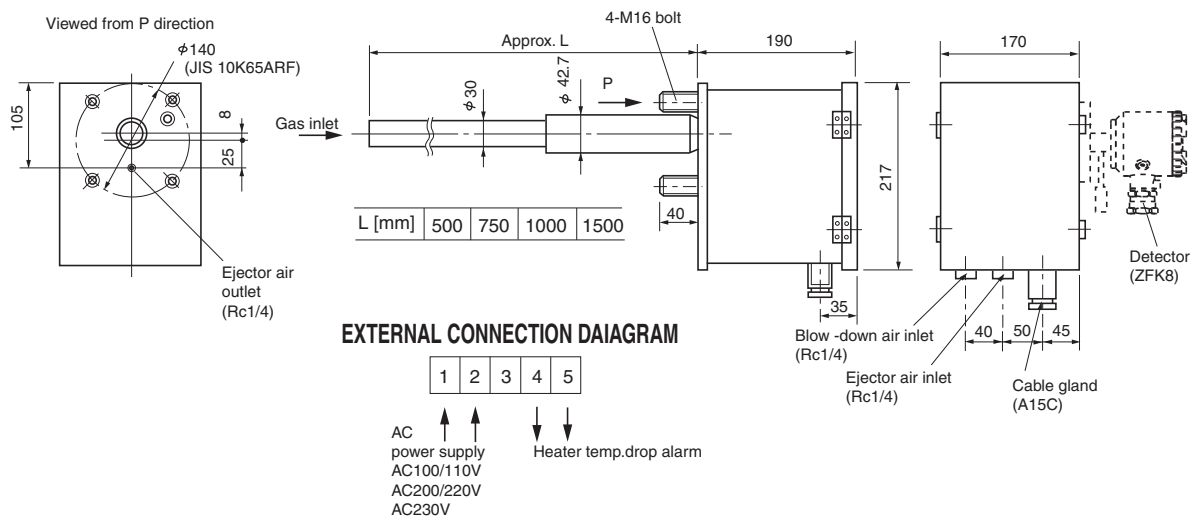 Viewed from P direction
φ140
(JIS 10K65ARF)
105
8
25
Ejector air
outlet
(Rc1/4)
Gas inlet
Approx. L
φ30
φ 42.7
P
4-M16 bolt
190
40
217
35
L [mm] 500 750 1000 1500
170
Detector
(ZFK8)
Blow -down air inlet
(Rc1/4)
40
50
45
Ejector air inlet
(Rc1/4)
Cable gland
(A15C)
EXTERNAL CONNECTION DAIAGRAM
1 2 3 4 5
AC
power supply
AC100/110V
AC200/220V
AC230V
Heater temp.drop alarm